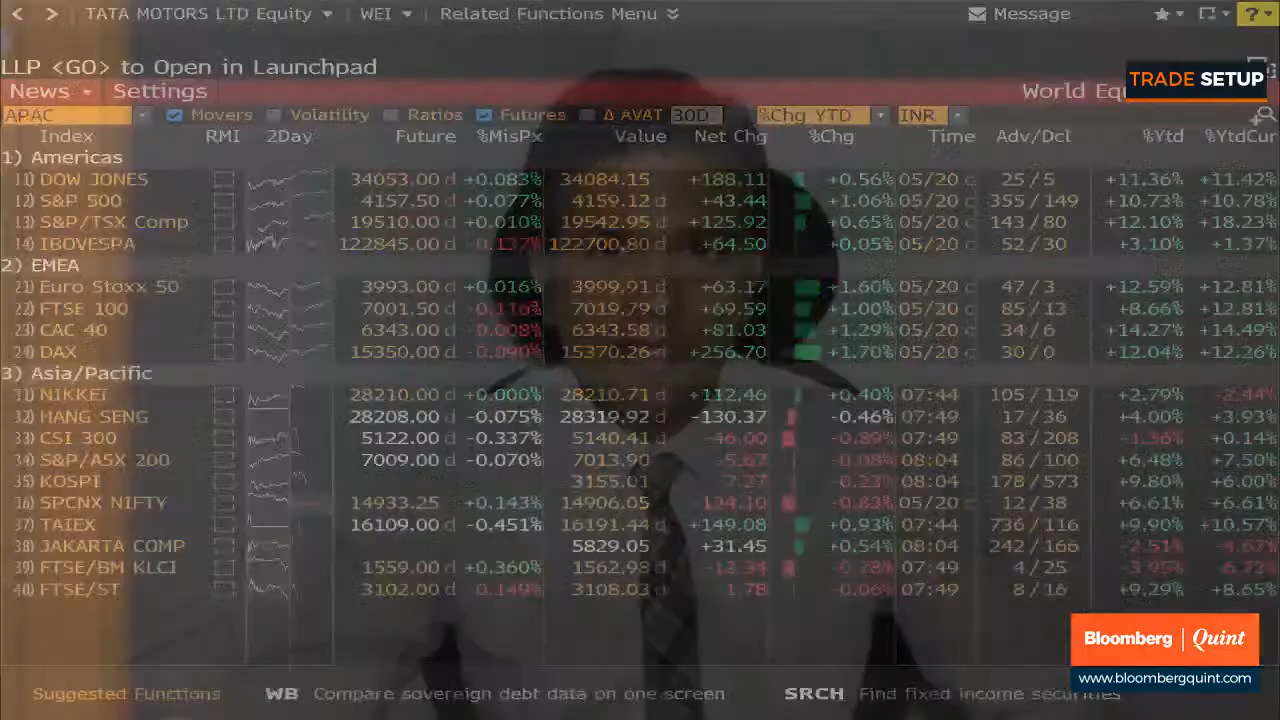 TATA MOTORS LTD Equity WEI Related Functions Menu Message ?
LLP <GO> to Open in Launchpad
TRADE SETUP
News Settings World Equ
APAC Movers Volatility Ratios Futures Δ AVAT 30D %Chg YTD INR
Index RMI 2Day Future %MisPx Value Net Chg %Chg Time Adv/Dcl %Ytd %YtdCur
1) Americas
11) DOW JONES 34053.00 d +0.083% 34084.15 +188.11 +0.56% 05/20 c 25 / 5 +11.36% +11.42%
12) S&P 500 4157.50 d +0.077% 4159.12 d +43.44 +1.06% 05/20 c 355 / 149 +10.73% +10.78%
13) S&P/TSX Comp 19510.00 d +0.010% 19542.95 d +125.92 +0.65% 05/20 c 143 / 80 +12.10% +18.23%
14) IBOVESPA 122845.00 d -0.137% 122700.80 d +64.50 +0.05% 05/20 c 52 / 30 +3.10% +1.37%
2) EMEA
21) Euro Stoxx 50 3993.00 d +0.016% 3999.91 d +63.17 +1.60% 05/20 c 47 / 3 +12.59% +12.81%
22) FTSE 100 7001.50 d -0.116% 7019.79 d +69.59 +1.00% 05/20 c 85 / 13 +8.66% +12.81%
23) CAC 40 6343.00 d -0.008% 6343.58 d +81.03 +1.29% 05/20 c 34 / 6 +14.27% +14.49%
24) DAX 15350.00 d -0.090% 15370.26 d +256.70 +1.70% 05/20 c 30 / 0 +12.04% +12.26%
3) Asia/Pacific
31) NIKKEI 28210.00 d +0.000% 28210.71 d +112.46 +0.40% 07:44 105 / 119 +2.79% -2.44%
32) HANG SENG 28208.00 d -0.075% 28319.92 d -130.37 -0.46% 07:49 17 / 36 +4.00% +3.93%
33) CSI 300 5122.00 d -0.337% 5140.41 d -46.00 -0.89% 07:49 83 / 208 -1.36% +0.14%
34) S&P/ASX 200 7009.00 d -0.070% 7013.90 -5.67 -0.08% 08:04 86 / 100 +6.48% +7.50%
35) KOSPI 3155.01 7.27 -0.23% 08:04 178 / 573 +9.80% +6.00%
36) SPCNX NIFTY 14933.25 +0.143% 14906.05 124.10 -0.83% 05/20 c 12 / 38 +6.61% +6.61%
37) TAIEX 16109.00 d -0.451% 16191.44 d +149.08 +0.93% 07:44 736 / 116 +9.90% +10.57%
38) JAKARTA COMP 5829.05 +31.45 +0.54% 08:04 242 / 166 -2.51% -4.67%
39) FTSE/BM KLCI 1559.00 d +0.360% 1562.98 d -12.34 -0.78% 07:49 4 / 25 -3.95%
40) FTSE/ST 3102.00 d -0.149% 3108.03 d 1.78 -0.06% 07:49 8 / 16 +9.29% +8.65%
Bloomberg | Quint
www.bloombergquint.com
Suggested Functions WB Compare sovereign debt data on one screen SRCH Find fixed income securities